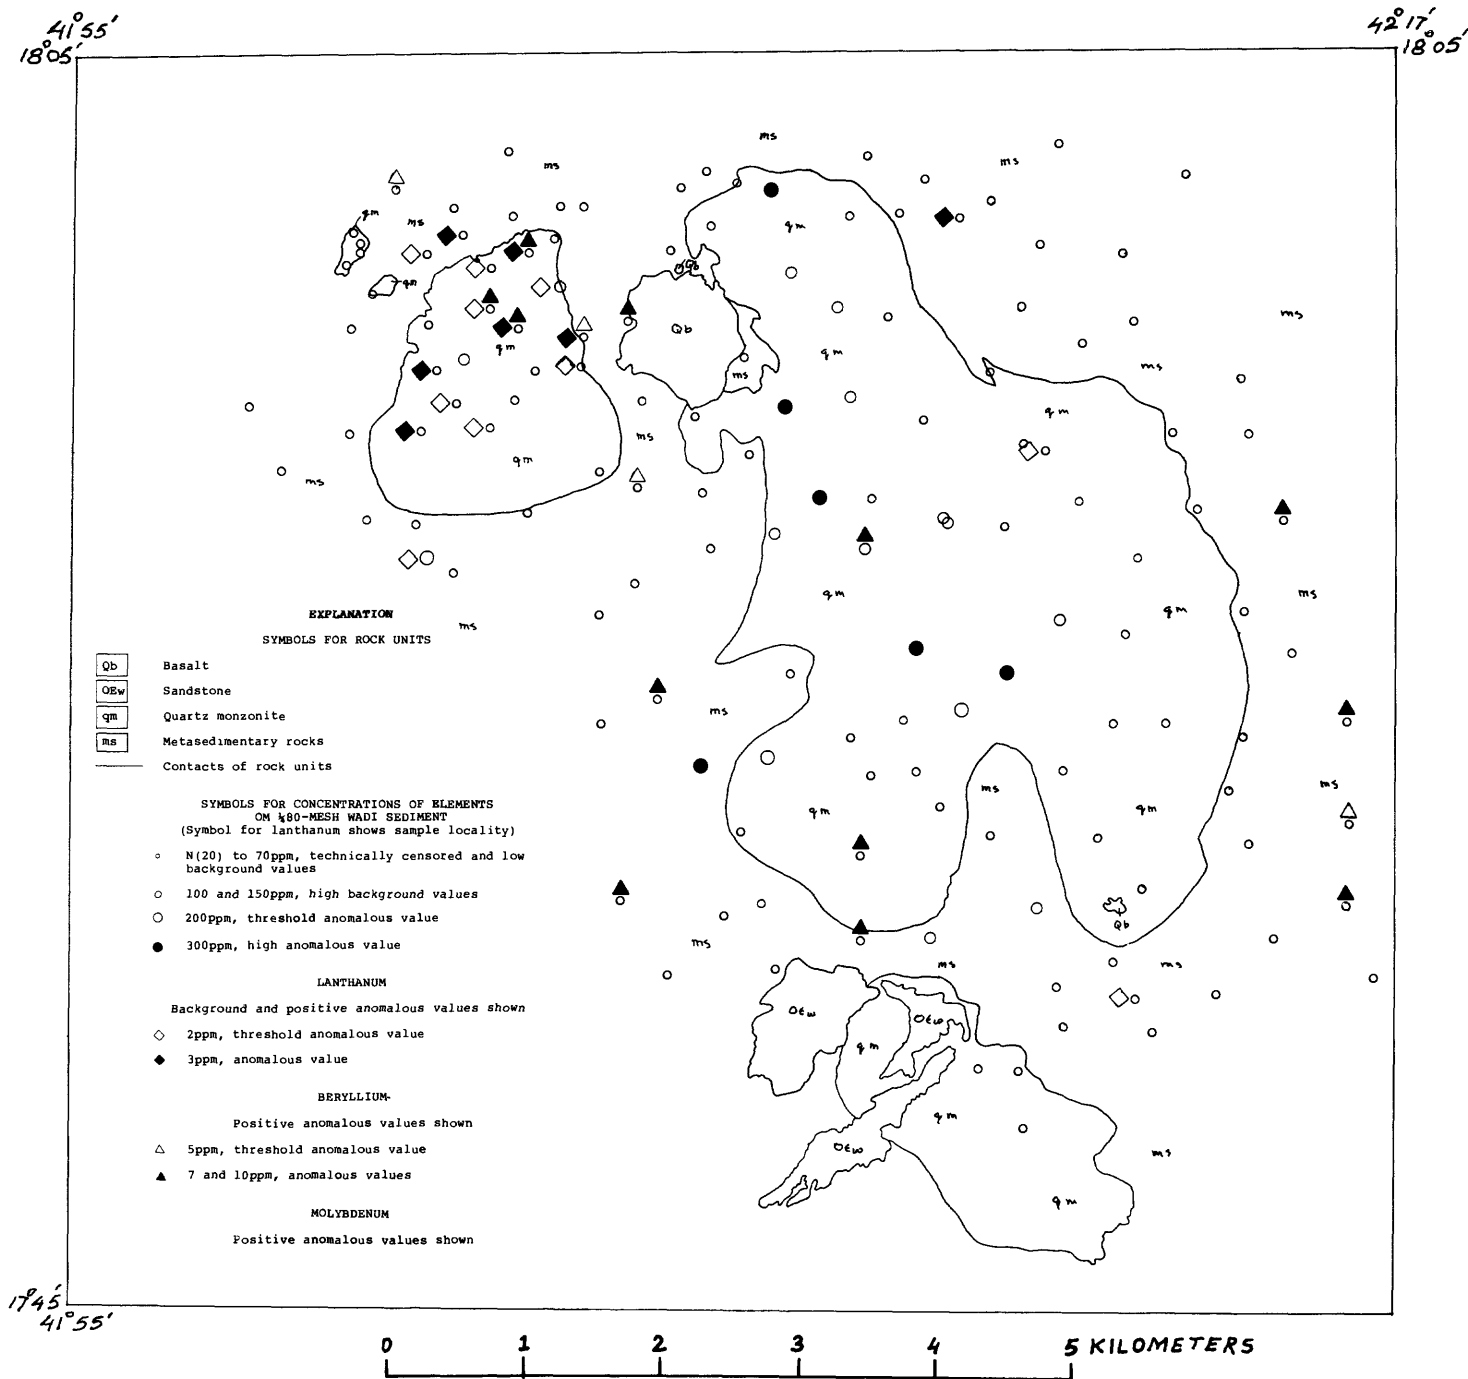 41°55'
42°17'
18°05'
18°05'
ms
ms
ms
qm
ms
qm
qm
Qb
ms
Qb
qm
qm
ms
ms
qm
ms
qm
ms
qm
ms
qm
ms
EXPLANATION
SYMBOLS FOR ROCK UNITS
Qb Basalt
OEw Sandstone
qm Quartz monzonite
ms Metasedimentary rocks
Contacts of rock units
SYMBOLS FOR CONCENTRATIONS OF ELEMENTS
OM ⅛80-MESH WADI SEDIMENT
(Symbol for lanthanum shows sample locality)
N(20) to 70ppm, technically censored and low
background values
100 and 150ppm, high background values
200ppm, threshold anomalous value
300ppm, high anomalous value
LANTHANUM
Background and positive anomalous values shown
2ppm, threshold anomalous value
3ppm, anomalous value
BERYLLIUM-
Positive anomalous values shown
5ppm, threshold anomalous value
7 and 10ppm, anomalous values
MOLYBDENUM
Positive anomalous values shown
qm
ms
ms
ms
ms
qm
qm
Qb
ms
ms
ms
OEw
OEw
qm
qm
OEw
ms
qm
17°45'
41°55'
0 1 2 3 4 5 KILOMETERS